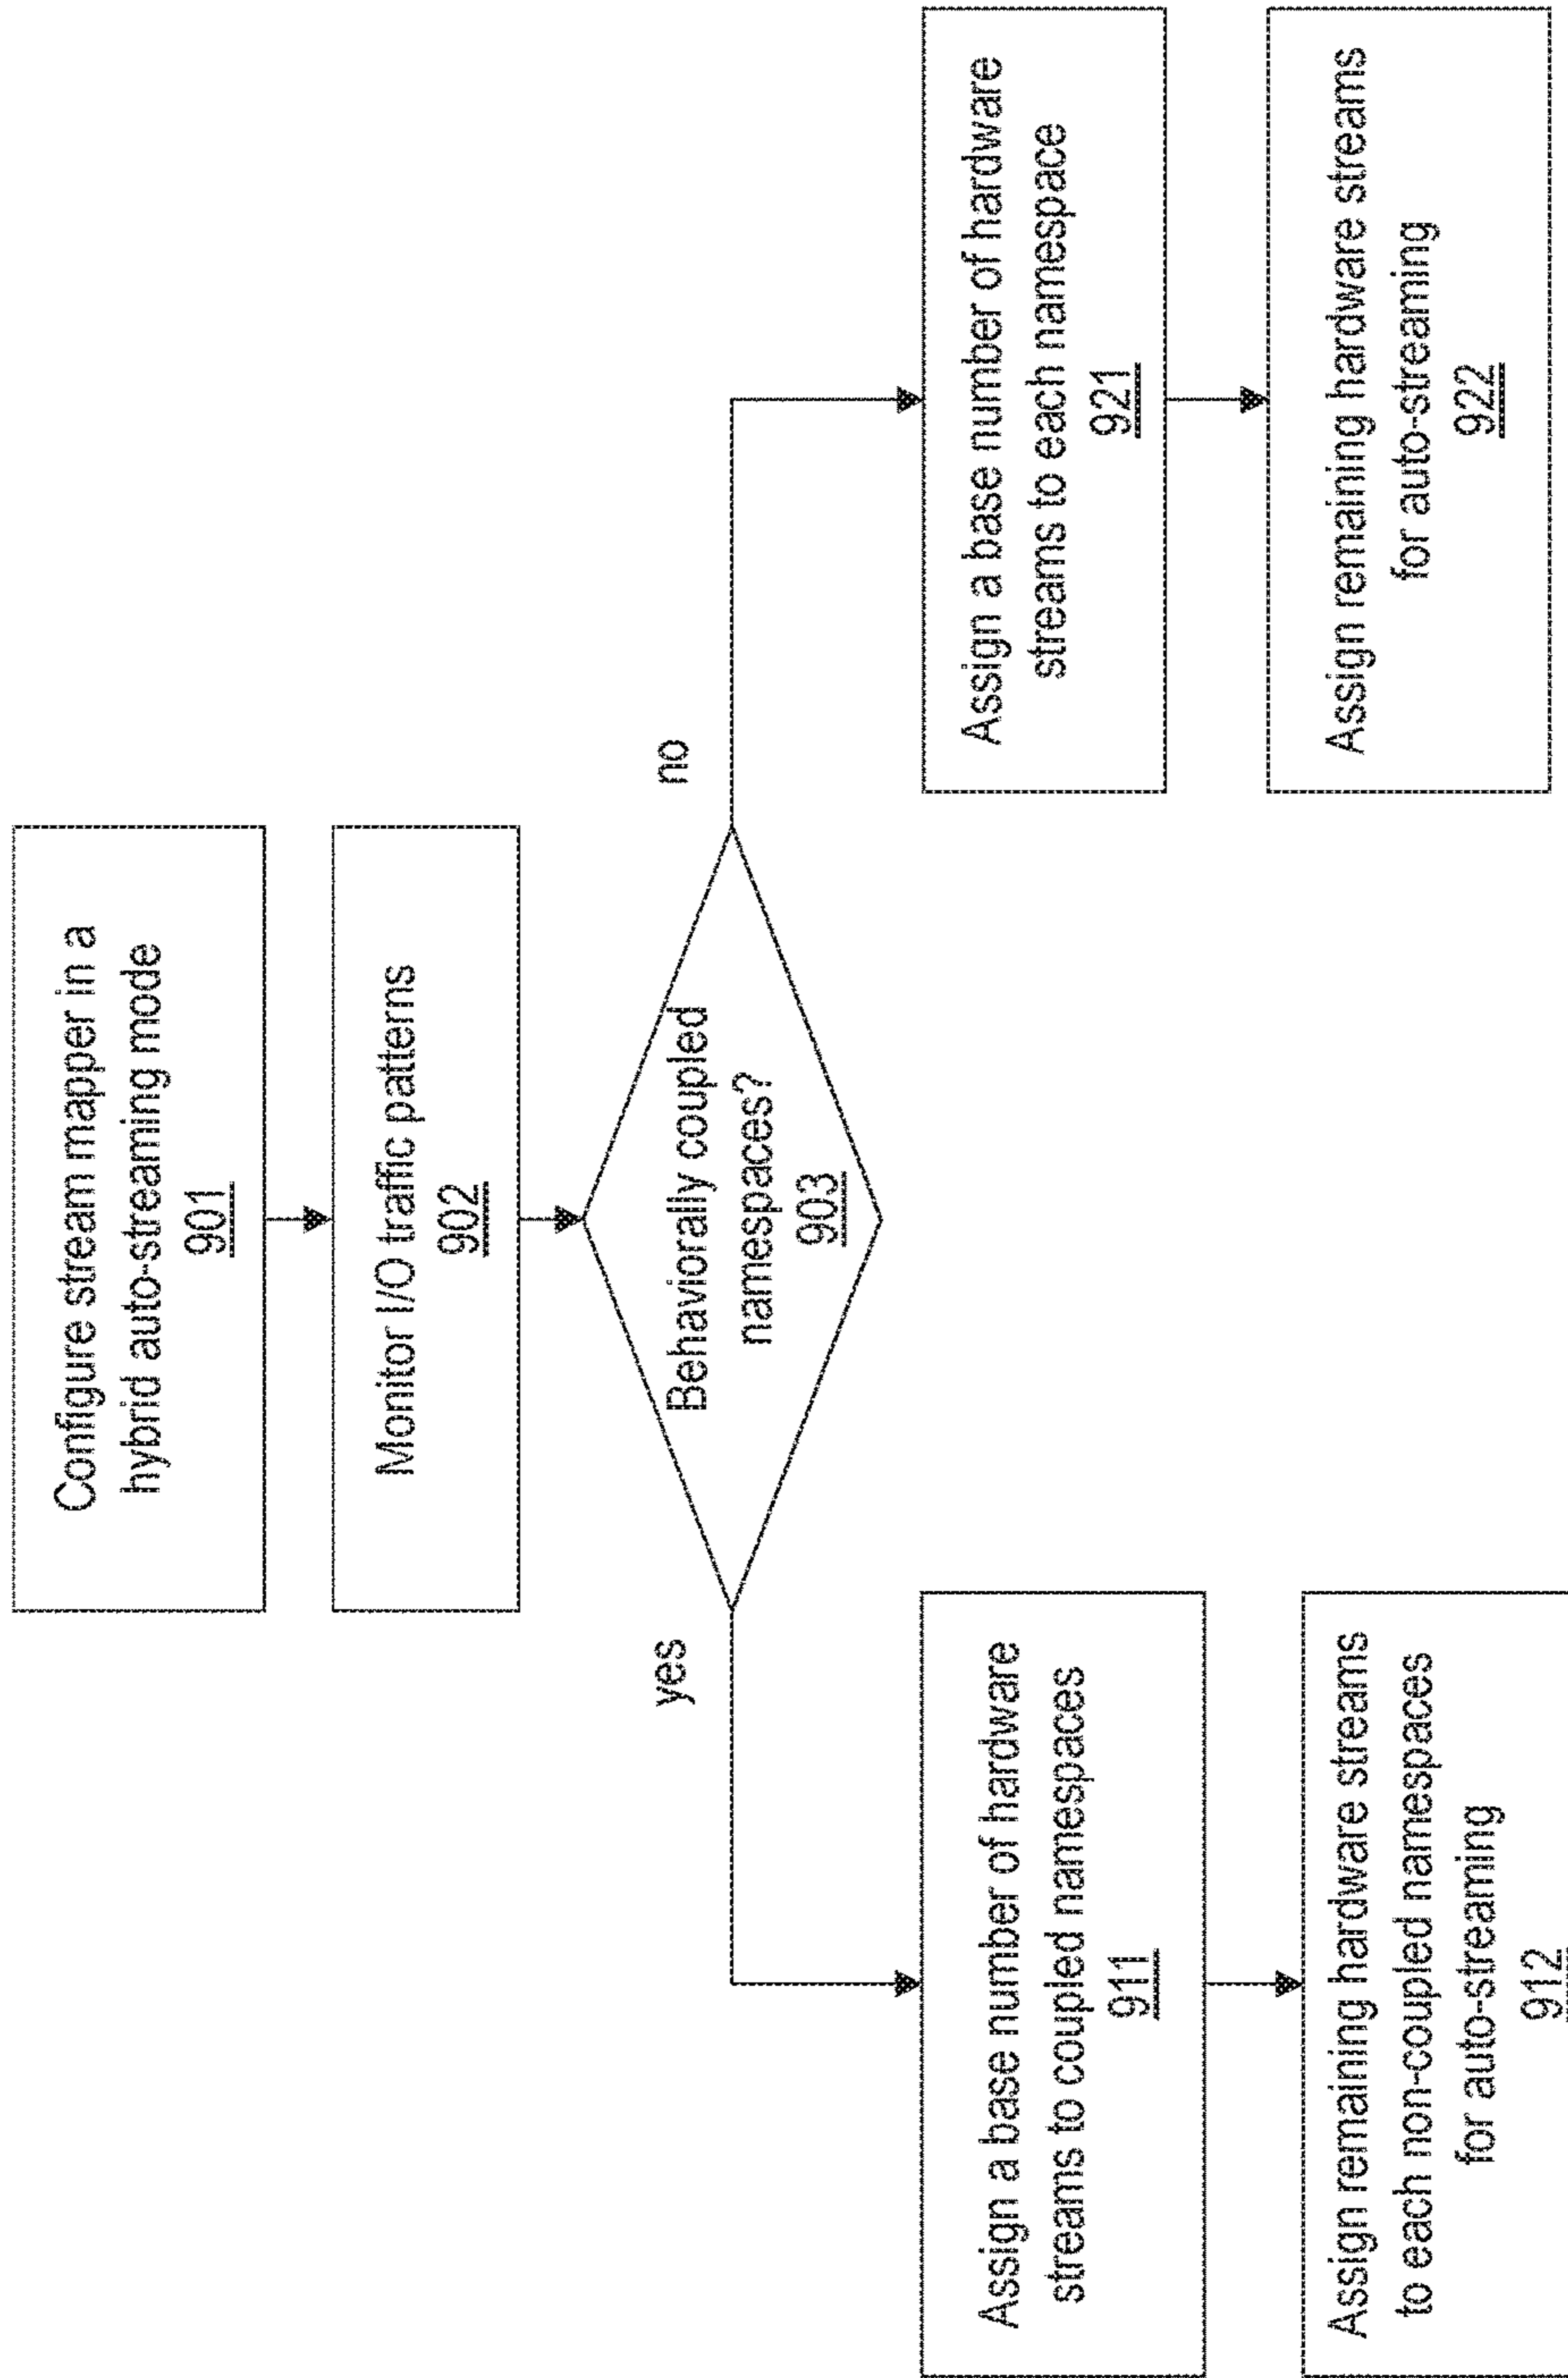 Configure stream mapper in a
hybrid auto-streaming mode
901
Monitor I/O traffic patterns
902
Behaviorally coupled
namespaces?
903
yes
no
Assign a base number of hardware
streams to coupled namespaces
911
Assign remaining hardware streams
to each non-coupled namespaces
for auto-streaming
912
Assign a base number of hardware
streams to each namespace
921
Assign remaining hardware streams
for auto-streaming
922